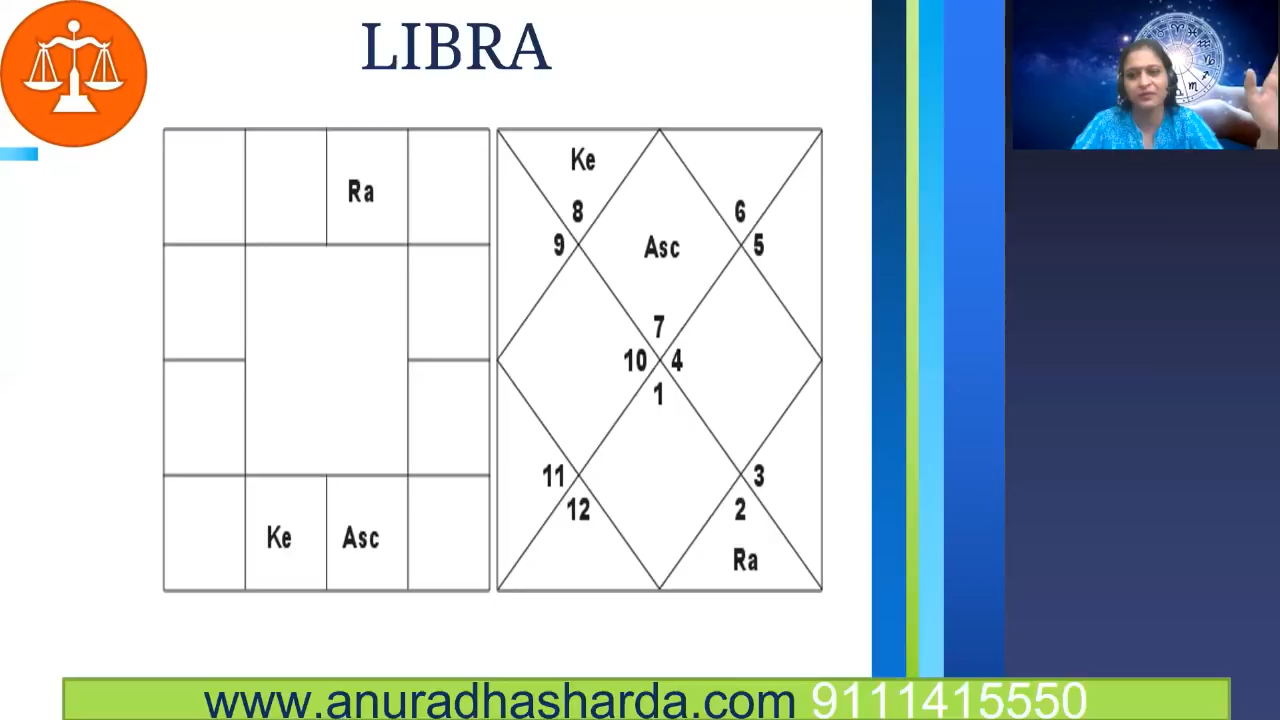 LIBRA
Ra
Ke Asc
Ke
8 6
9 Asc 5
7
10 4
1
11 3
12 2
Ra
www.anuradhasharda.com 9111415550